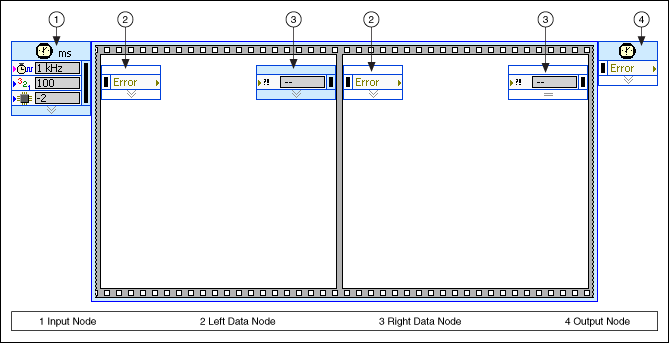 1 2 3 2 3 4
ms
1 kHz
321 100
-2
Error
?! --
Error
?! --
Error
1 Input Node 2 Left Data Node 3 Right Data Node 4 Output Node